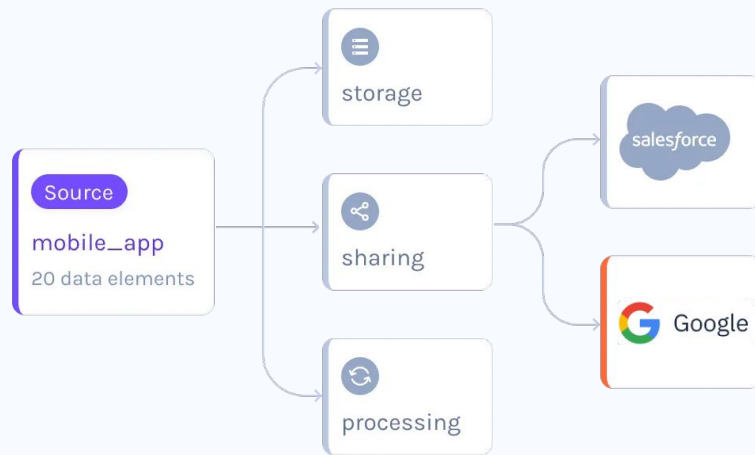 Source
mobile_app
20 data elements
storage
sharing
processing
salesforce
Google